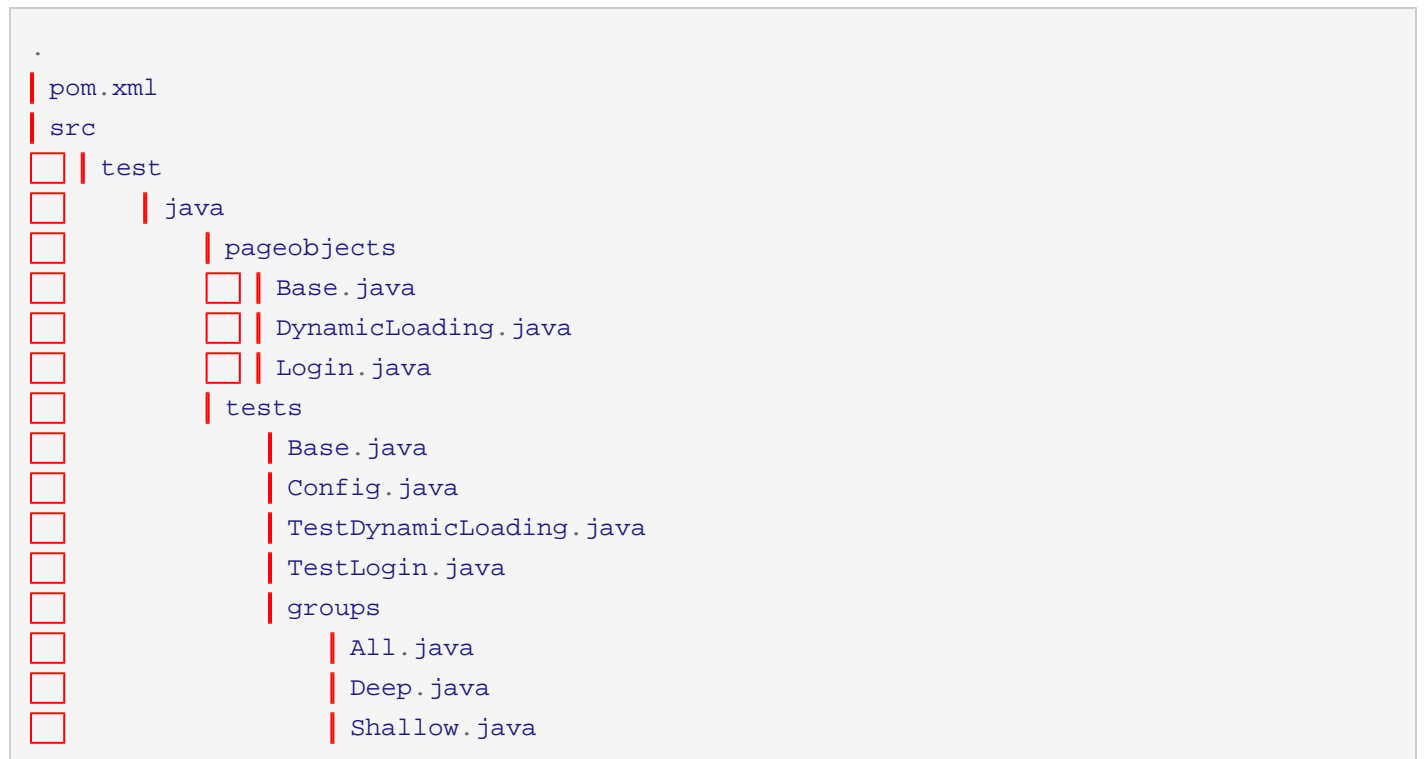 .
pom.xml
src
test
java
pageobjects
Base.java
DynamicLoading.java
Login.java
tests
Base.java
Config.java
TestDynamicLoading.java
TestLogin.java
groups
All.java
Deep.java
Shallow.java